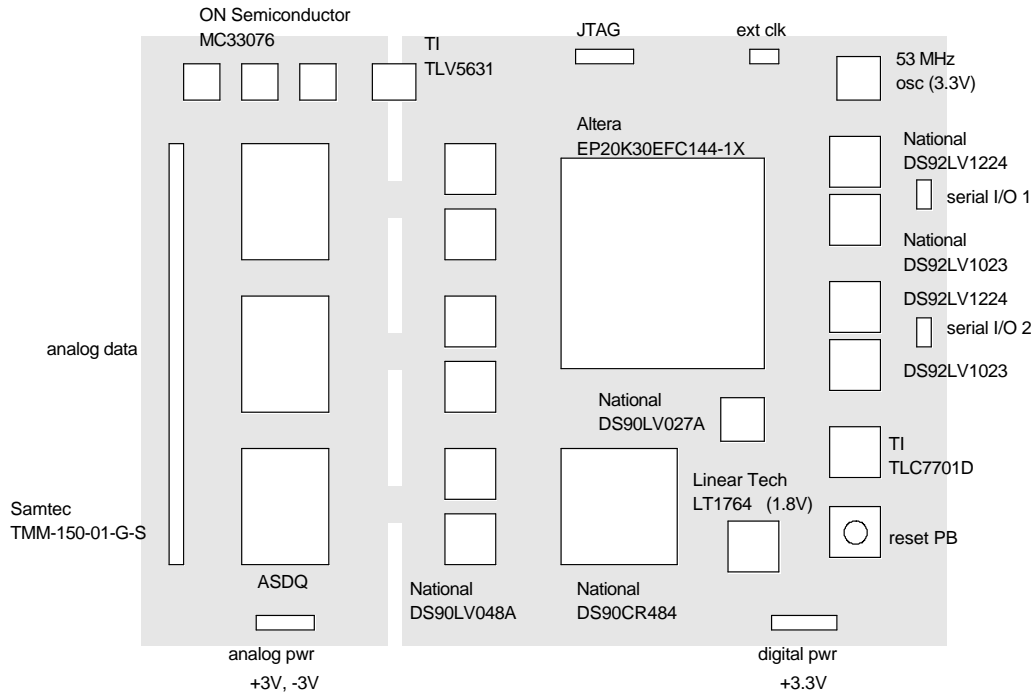 ON Semiconductor
MC33076
TI
TLV5631
JTAG
ext clk
53 MHz
osc (3.3V)
Altera
EP20K30EFC144-1X
National
DS92LV1224
serial I/O 1
National
DS92LV1023
DS92LV1224
serial I/O 2
DS92LV1023
analog data
National
DS90LV027A
TI
TLC7701D
Linear Tech
LT1764 (1.8V)
Samtec
TMM-150-01-G-S
reset PB
ASDQ
National
DS90LV048A
National
DS90CR484
analog pwr
+3V, -3V
digital pwr
+3.3V